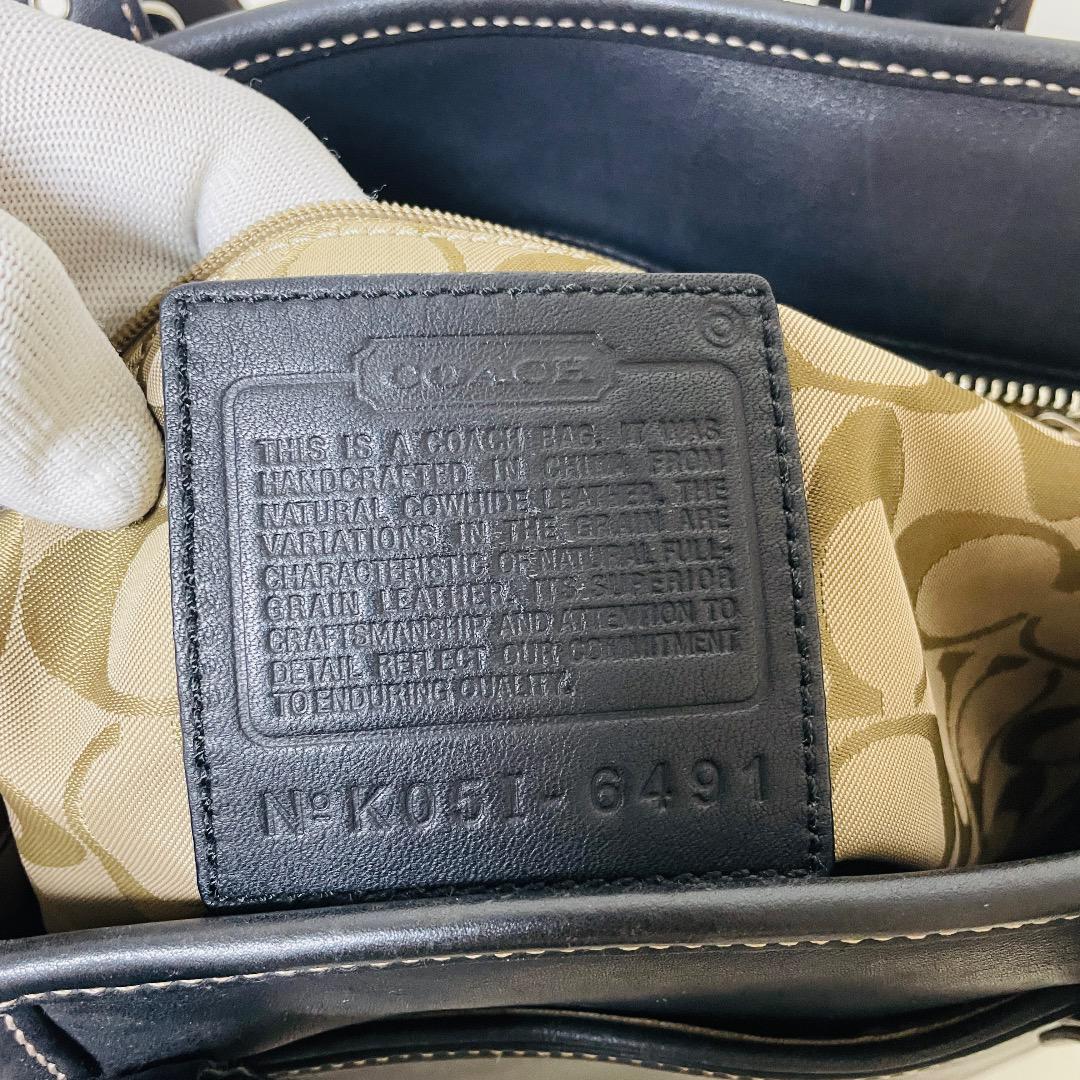 COACH
THIS IS A COACH BAG. IT WAS
HANDCRAFTED IN CHINA FROM
NATURAL COWHIDE LEATHER. THE
VARIATIONS IN THE GRAIN ARE
CHARACTERISTIC OF NATURAL FULL-
GRAIN LEATHER. ITS SUPERIOR
CRAFTSMANSHIP AND ATTENTION TO
DETAIL REFLECT OUR COMMITMENT
TO ENDURING QUALITY.
No K05I-6491